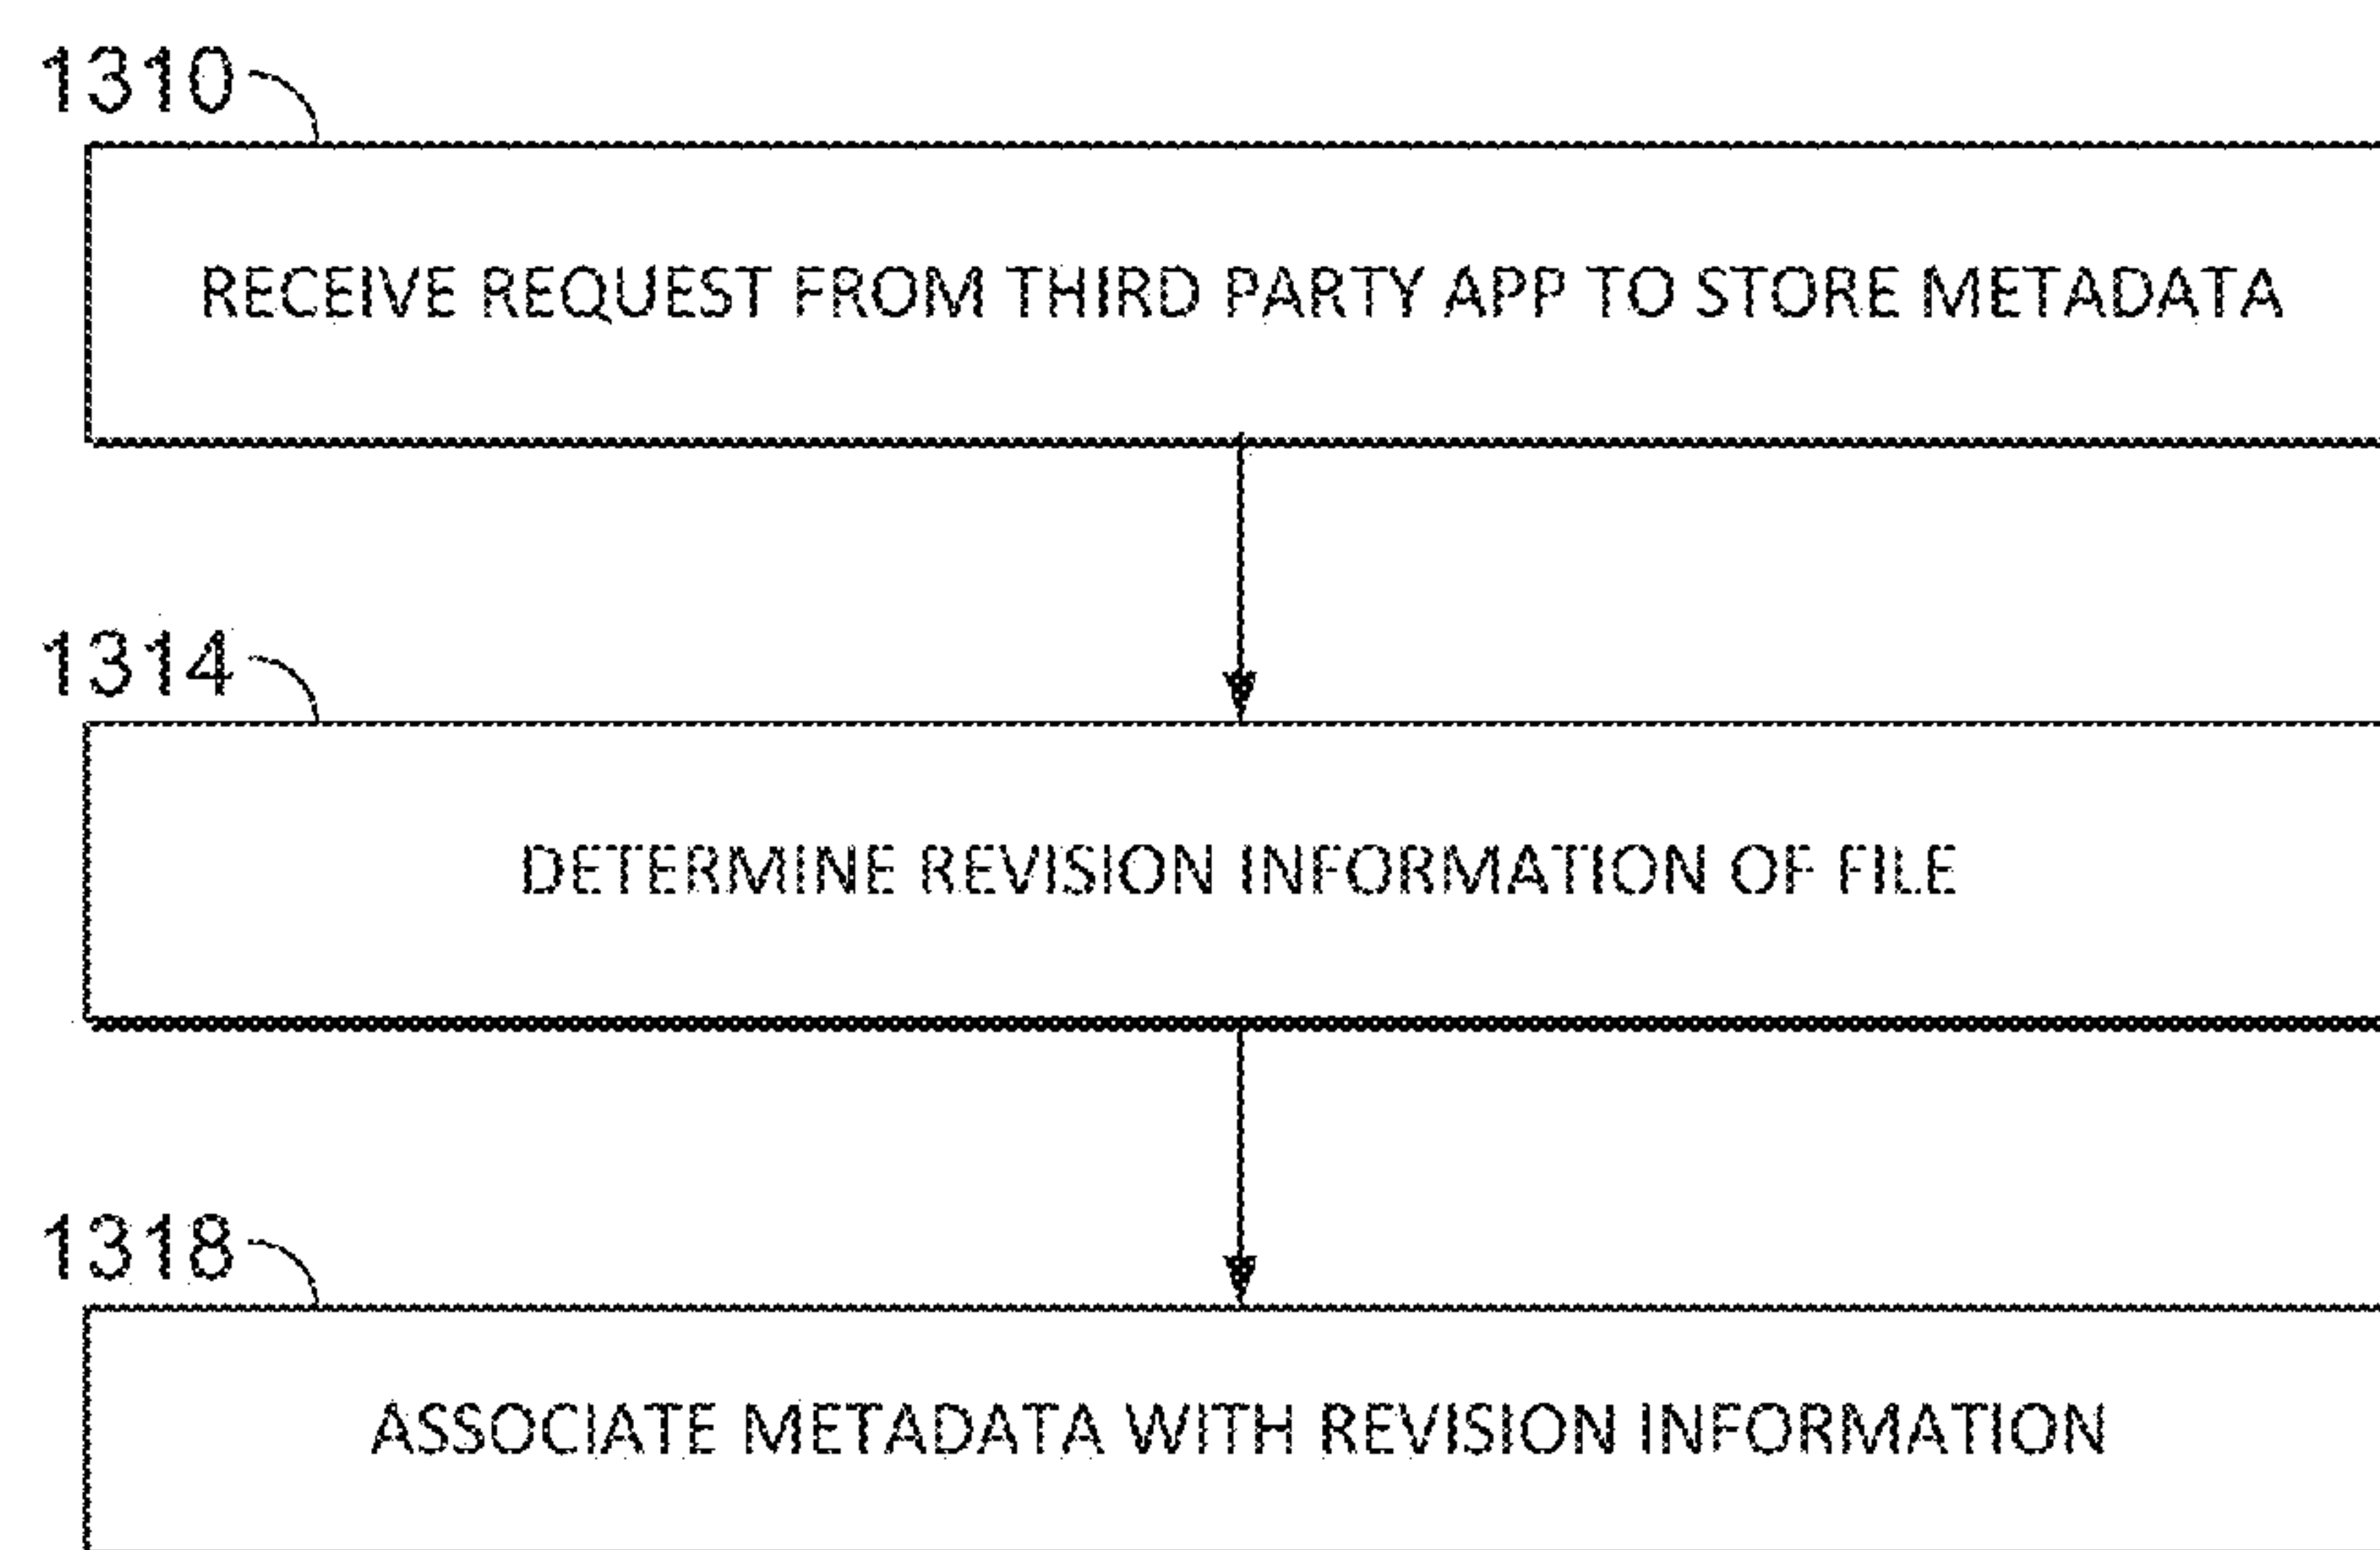 1310
RECEIVE REQUEST FROM THIRD PARTY APP TO STORE METADATA
1314
DETERMINE REVISION INFORMATION OF FILE
1318
ASSOCIATE METADATA WITH REVISION INFORMATION